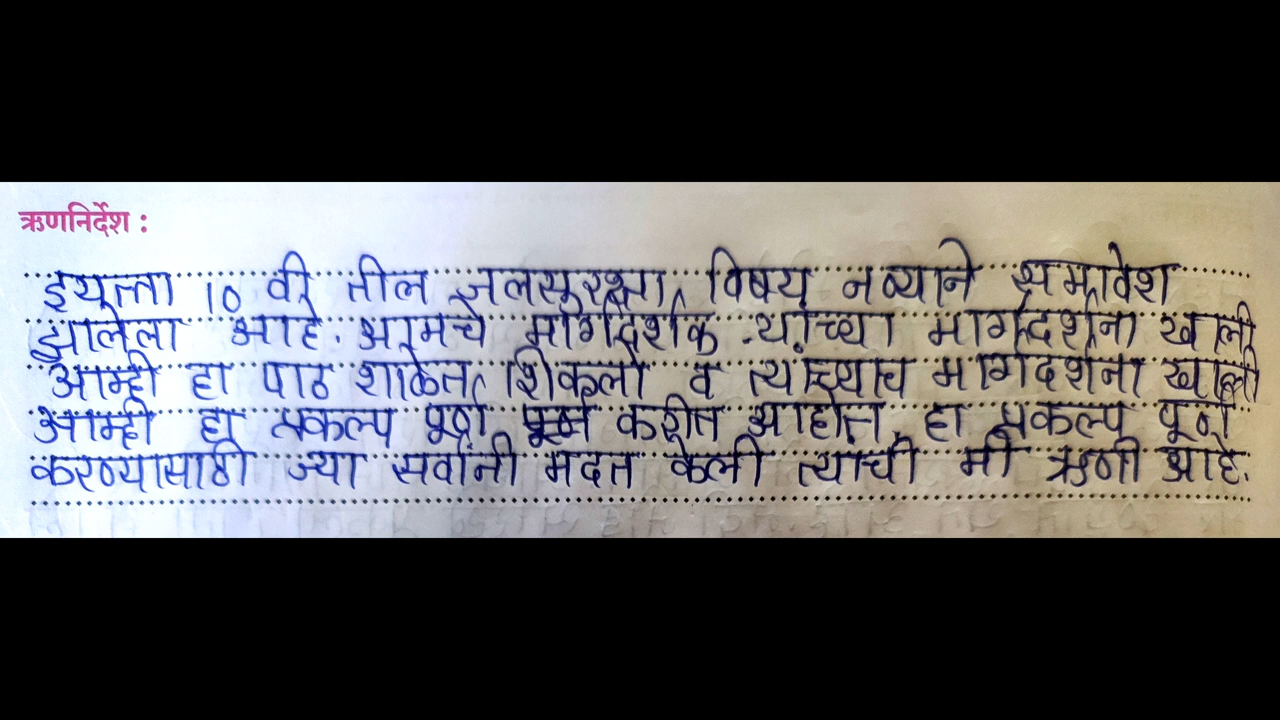 ऋणनिर्देश :
इयत्ता 10 वी तील जलसुरक्षा विषय नव्याने समावेश
झालेला आहे. आमचे मार्गदर्शक यांच्या मार्गदर्शना खाली
आम्ही हा पाठ शाळेत शिकलो व त्यांच्याच मार्गदर्शना खाली
आम्ही हा प्रकल्प पूर्ण करीत आहोत, हा प्रकल्प पूर्ण
करण्यासाठी ज्या सर्वांनी मदत केली त्यांची मी ऋणी आहे.